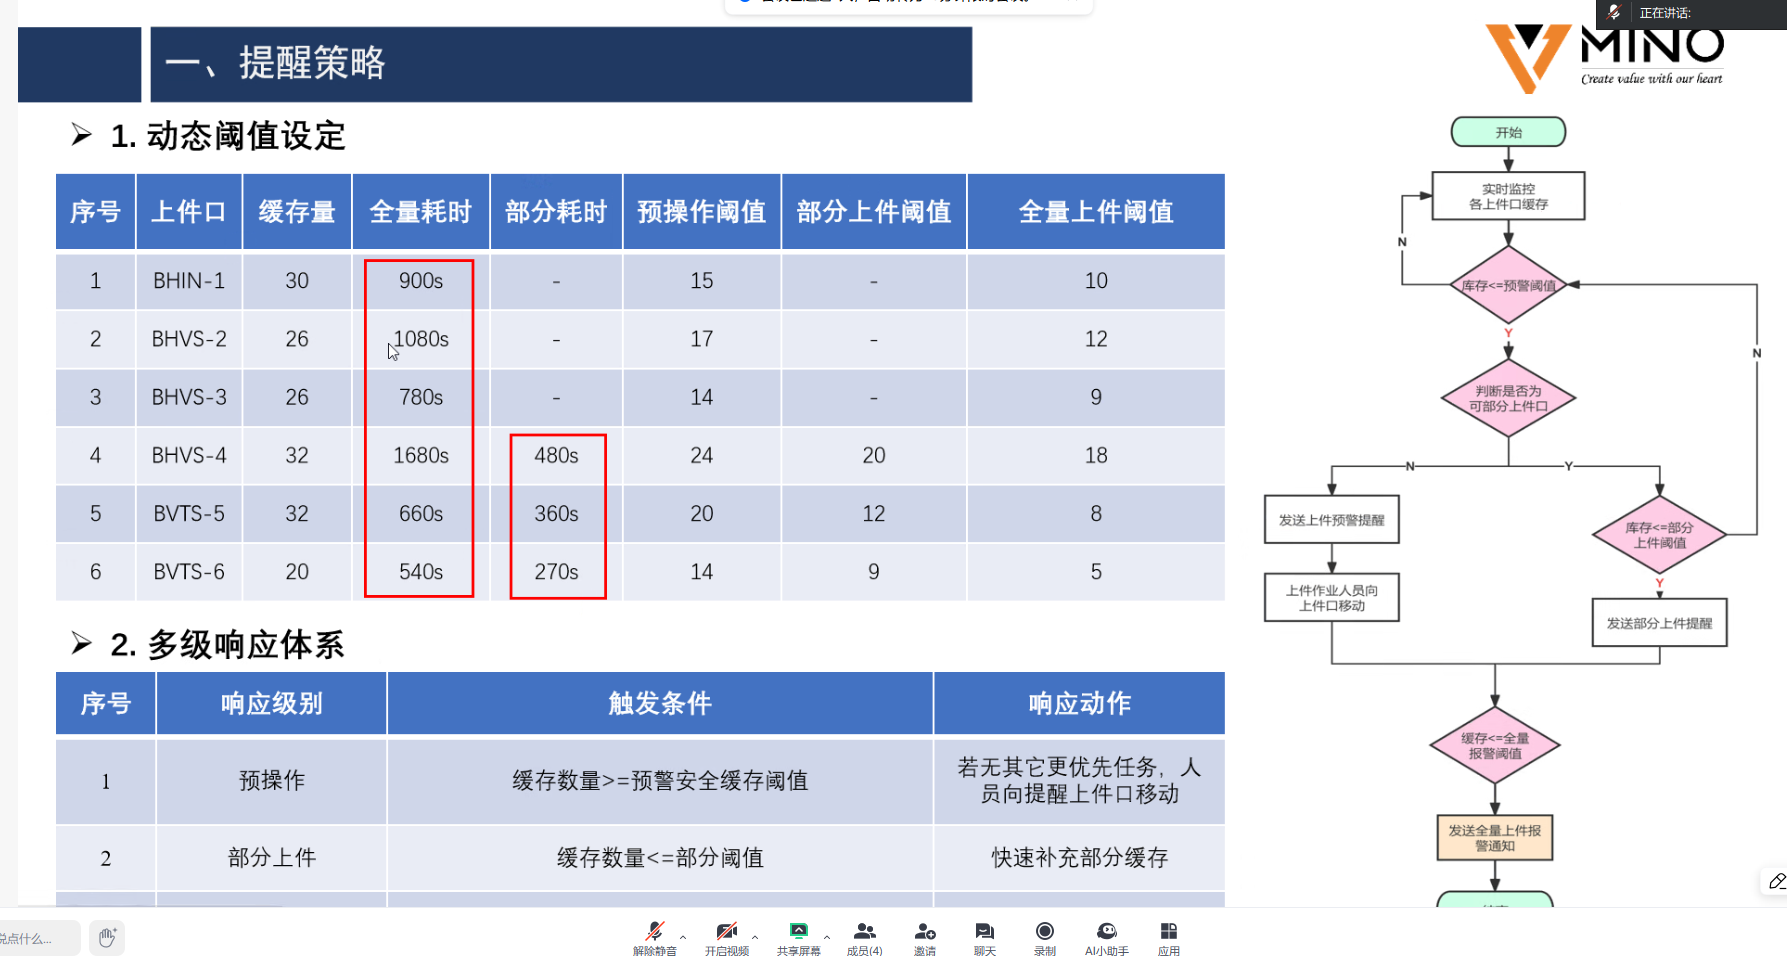 正在讲话:
一、提醒策略
MINO
Create value with our heart
➢ 1. 动态阈值设定
序号 上件口 缓存量 全量耗时 部分耗时 预操作阈值 部分上件阈值 全量上件阈值
1 BHIN-1 30 900s - 15 - 10
2 BHVS-2 26 1080s - 17 - 12
3 BHVS-3 26 780s - 14 - 9
4 BHVS-4 32 1680s 480s 24 20 18
5 BVTS-5 32 660s 360s 20 12 8
6 BVTS-6 20 540s 270s 14 9 5
➢ 2. 多级响应体系
序号 响应级别 触发条件 响应动作
1 预操作 缓存数量>=预警安全缓存阈值 若无其它更优先任务，人
员向提醒上件口移动
2 部分上件 缓存数量<=部分阈值 快速补充部分缓存
开始
实时监控
各上件口缓存
N
库存<=预警阈值
Y
N
判断是否为
可部分上件口
N
Y
发送上件预警提醒
库存<=部分
上件阈值
上件作业人员向
上件口移动
Y
发送部分上件提醒
缓存<=全量
报警阈值
发送全量上件报
警通知
说点什么...
解除静音
开启视频
共享屏幕
成员(4)
邀请
聊天
录制
AI小助手
应用